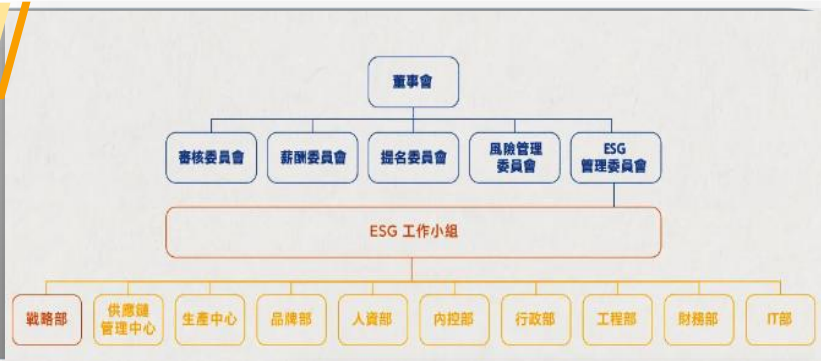 董事會
審核委員會
薪酬委員會
提名委員會
風險管理
委員會
ESG
管理委員會
ESG 工作小组
戰略部
供應鏈
管理中心
生產中心
品牌部
人資部
內控部
行政部
工程部
財務部
IT部